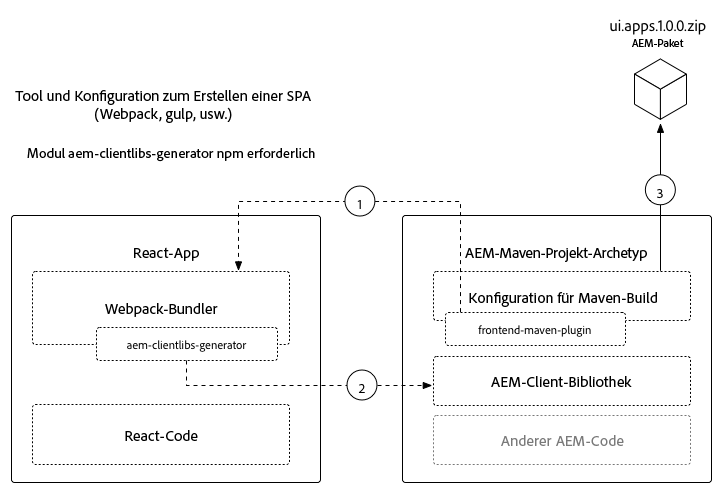 ui.apps.1.0.0.zip
AEM-Paket
Tool und Konfiguration zum Erstellen einer SPA
(Webpack, gulp, usw.)
Modul aem-clientlibs-generator npm erforderlich
1
3
React-App
Webpack-Bundler
aem-clientlibs-generator
React-Code
2
AEM-Maven-Projekt-Archetyp
Konfiguration für Maven-Build
frontend-maven-plugin
AEM-Client-Bibliothek
Anderer AEM-Code